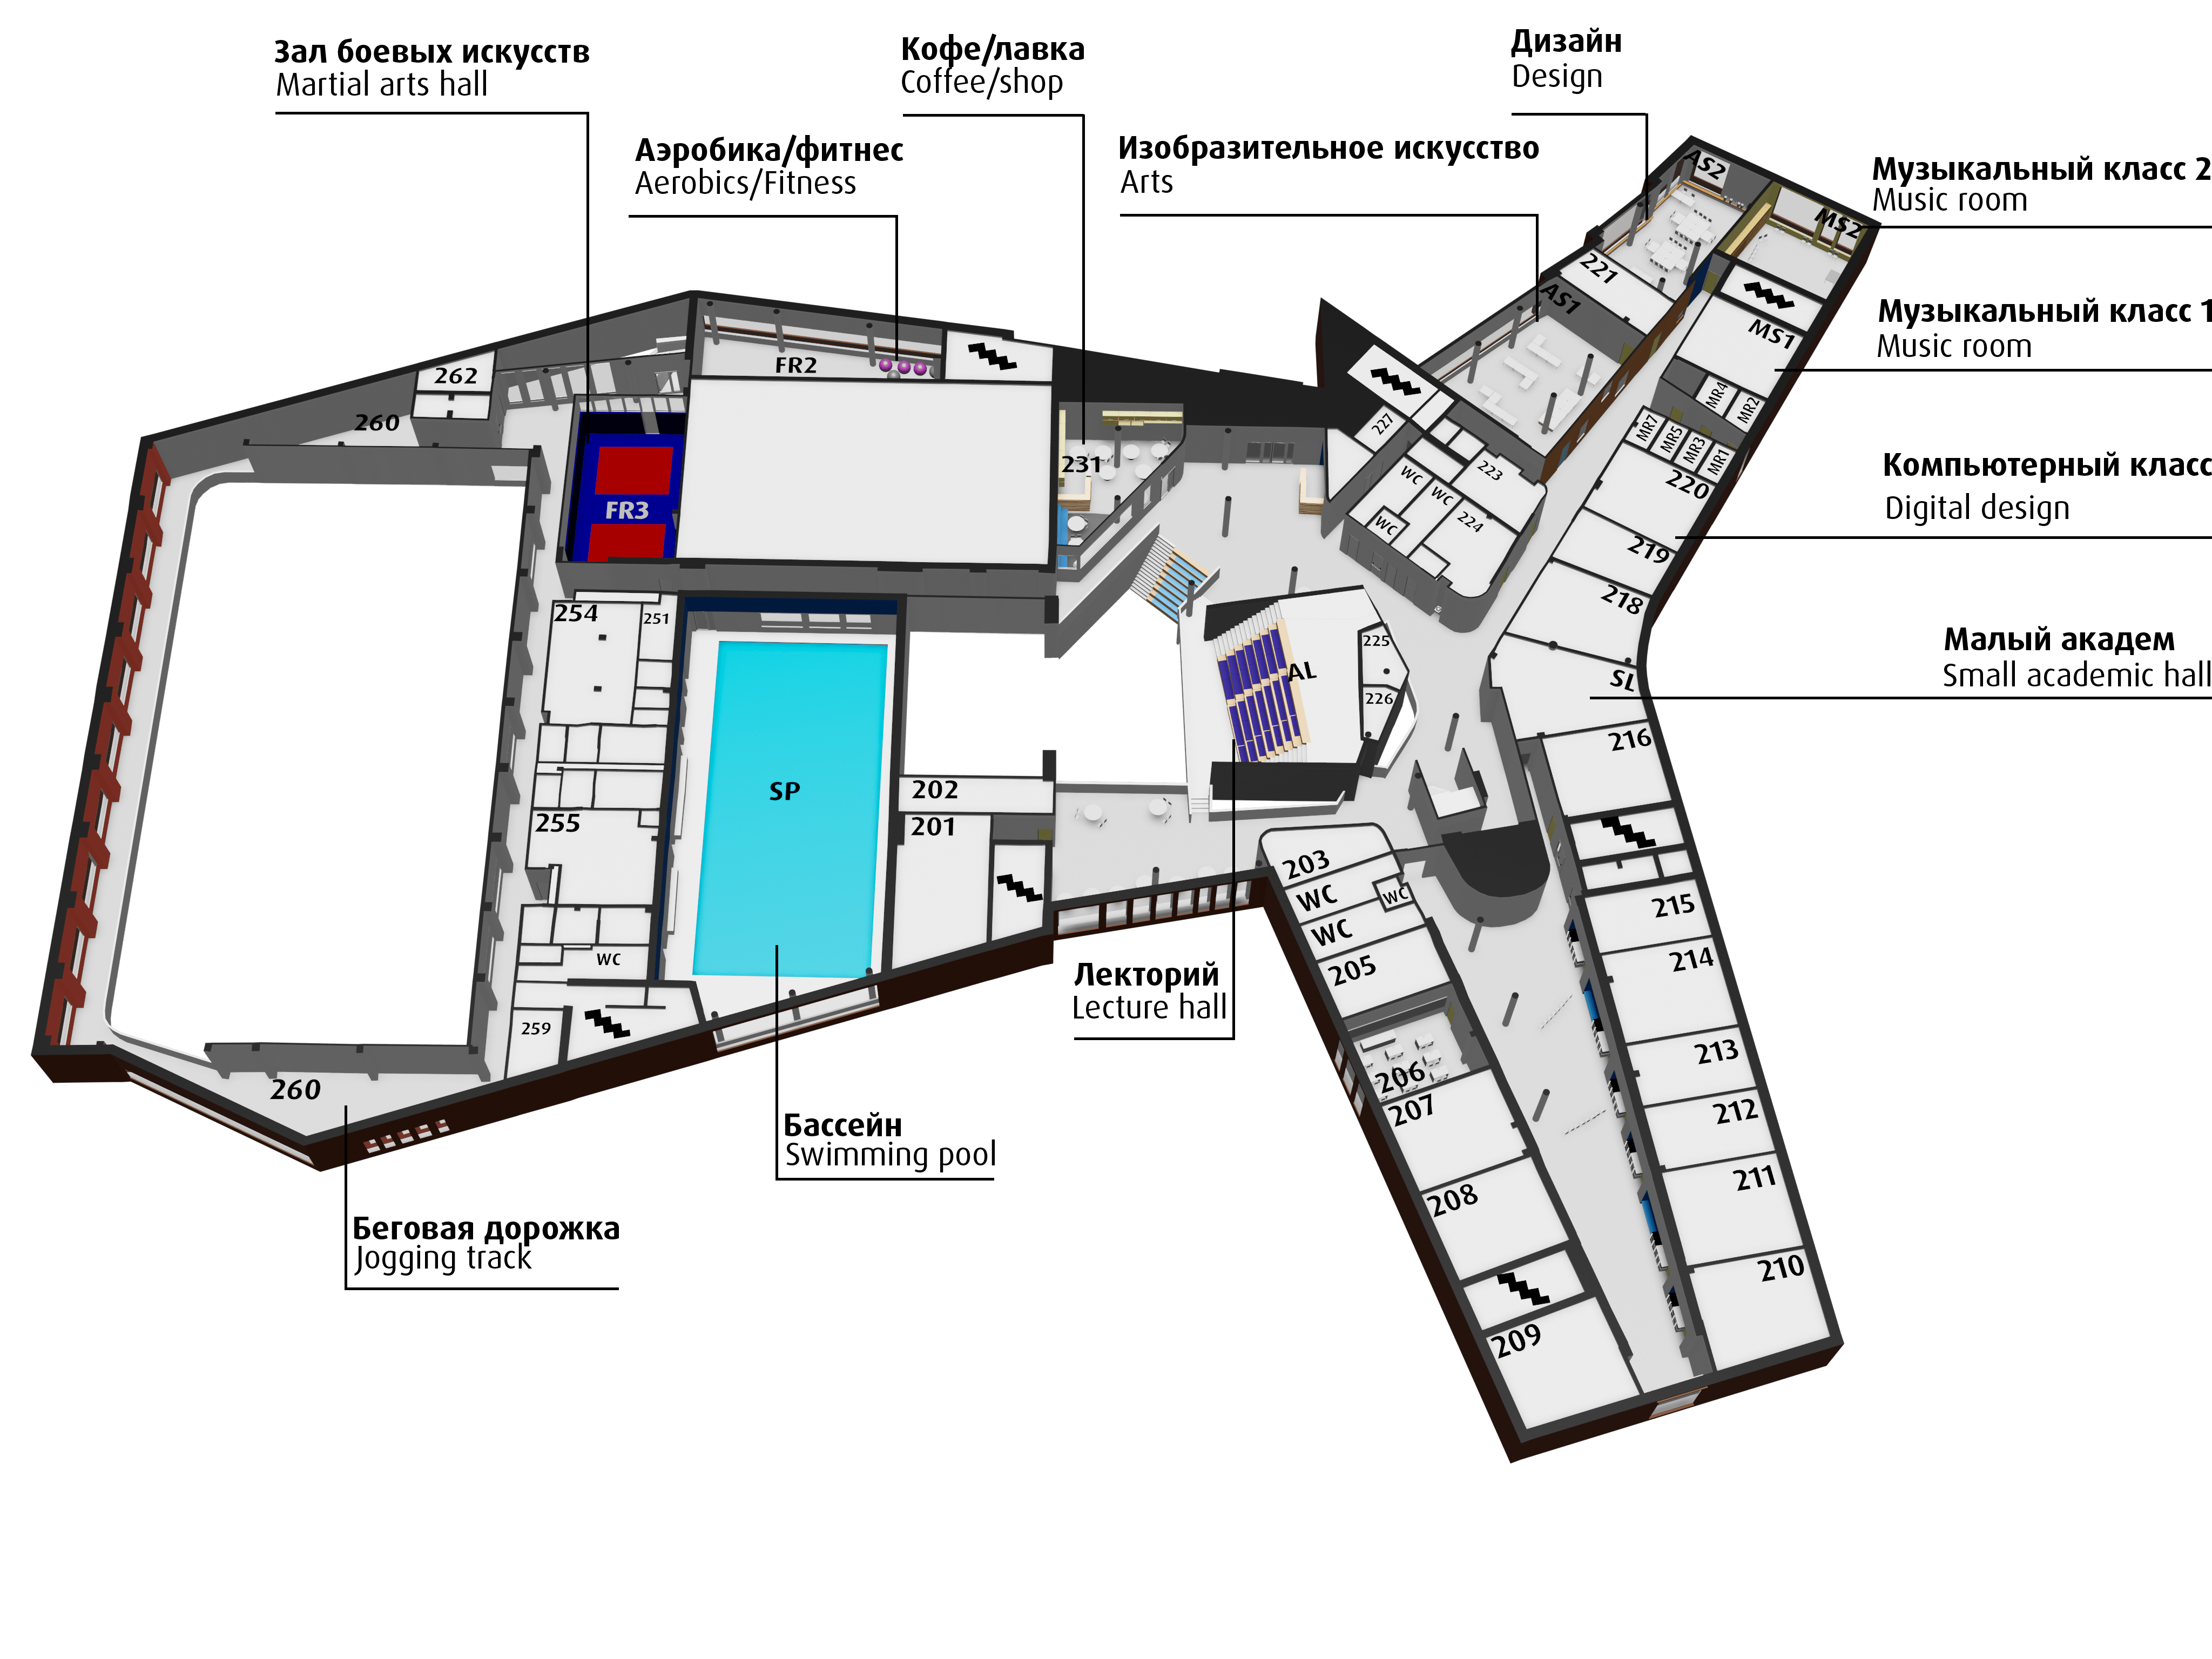 Зал боевых искусств
Martial arts hall
Кофе/лавка
Coffee/shop
Дизайн
Design
Аэробика/фитнес
Aerobics/Fitness
Изобразительное искусство
Arts
Музыкальный класс 2
Music room
Музыкальный класс 1
Music room
Компьютерный класс
Digital design
Малый академ
Small academic hall
Лекторий
Lecture hall
Бассейн
Swimming pool
Беговая дорожка
Jogging track
AS2
MS2
221
AS1
MS1
MR4
MR2
MR7
MR5
MR3
MR1
220
219
218
SL
216
215
214
213
212
211
210
227
WC
WC
WC
223
224
225
226
AL
231
FR2
FR3
262
260
254
251
255
SP
202
201
WC
259
260
203
WC
WC
WC
205
206
207
208
209